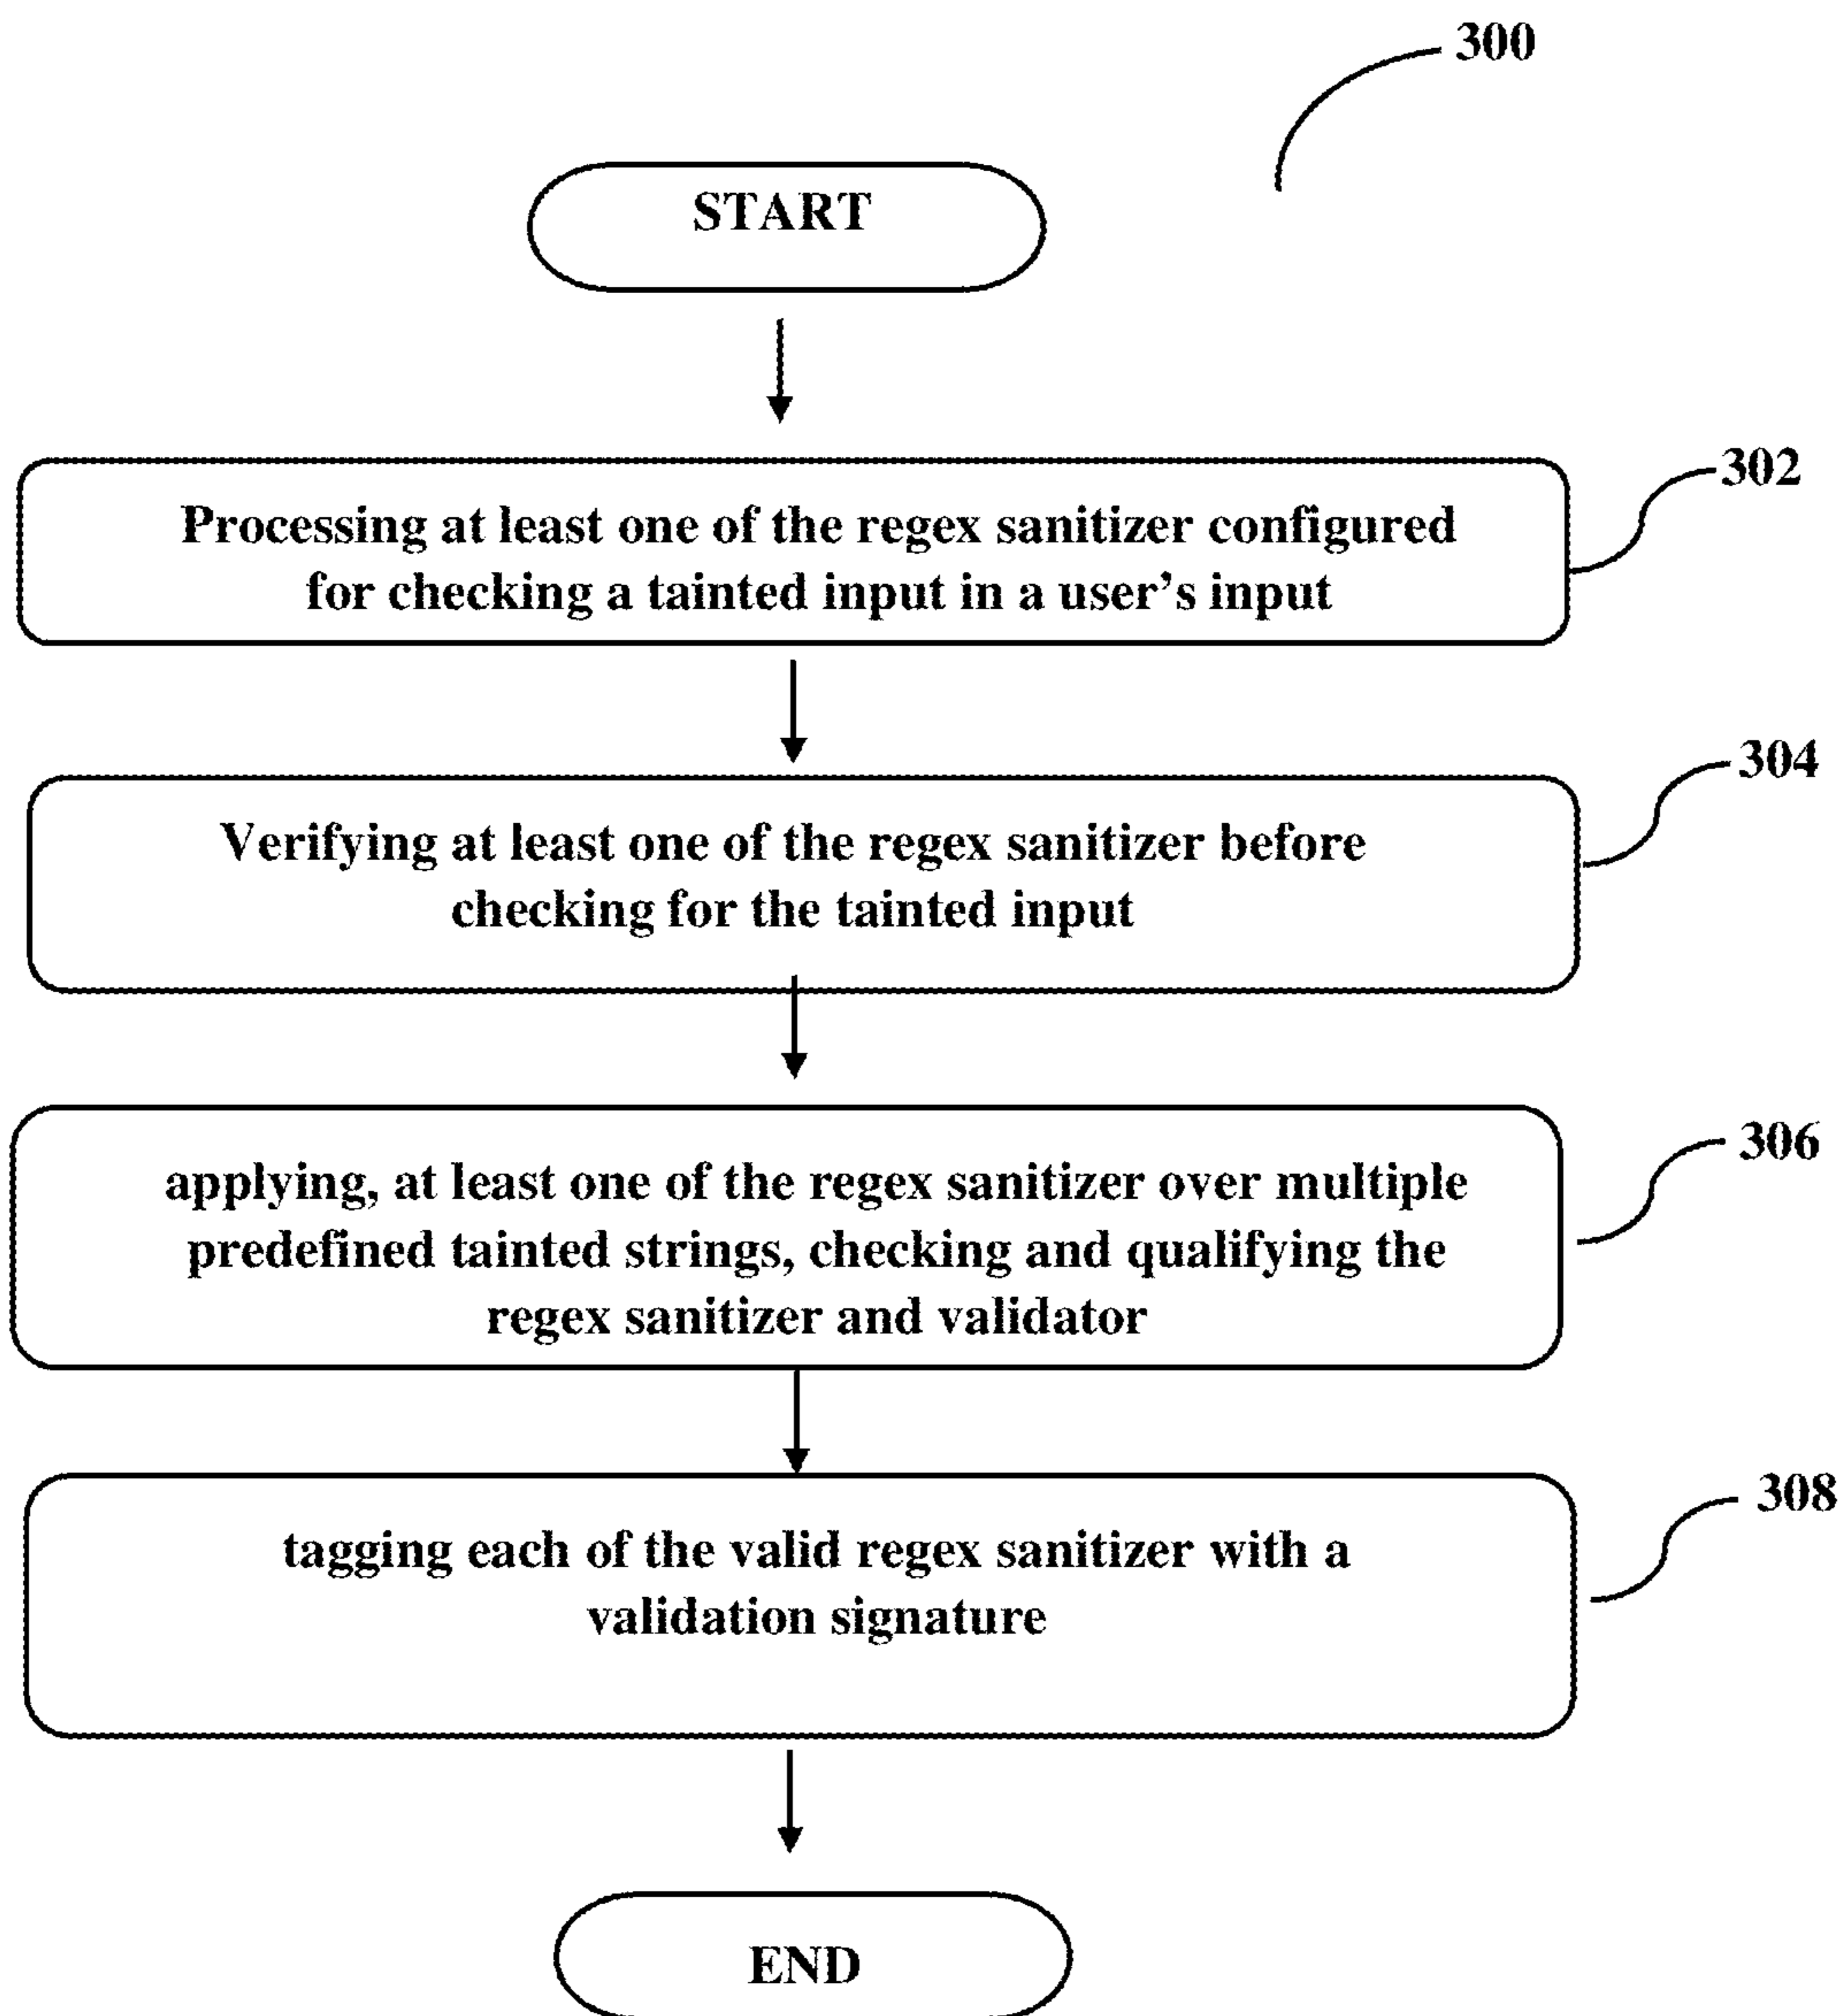 300
START
302
Processing at least one of the regex sanitizer configured
for checking a tainted input in a user’s input
304
Verifying at least one of the regex sanitizer before
checking for the tainted input
306
applying, at least one of the regex sanitizer over multiple
predefined tainted strings, checking and qualifying the
regex sanitizer and validator
308
tagging each of the valid regex sanitizer with a
validation signature
END